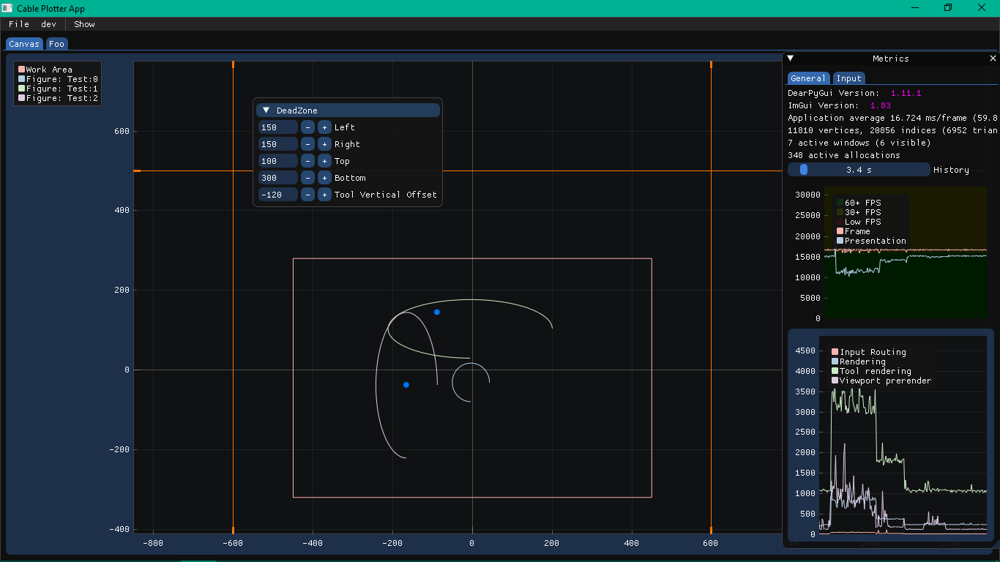 Cable Plotter App
File dev Show
Canvas Foo
Work Area
Figure: Test:0
Figure: Test:1
Figure: Test:2
DeadZone
150 - + Left
150 - + Right
100 - + Top
300 - + Bottom
-120 - + Tool Vertical Offset
600
400
200
0
-200
-400
-800 -600 -400 -200 0 200 400 600
Metrics
General Input
DearPyGui Version: 1.11.1
ImGui Version: 1.83
Application average 16.724 ms/frame (59.8
11810 vertices, 20856 indices (6952 trian
7 active windows (6 visible)
348 active allocations
3.4 s History
30000
25000
20000
15000
10000
5000
0
60+ FPS
30+ FPS
Low FPS
Frame
Presentation
4500
4000
3500
3000
2500
2000
1500
1000
500
0
Input Routing
Rendering
Tool rendering
Viewport prerender